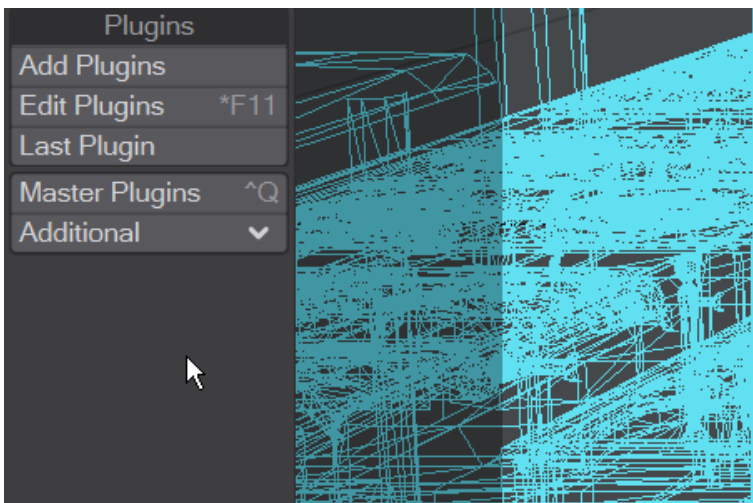 Plugins
Add Plugins
Edit Plugins *F11
Last Plugin
Master Plugins ^Q
Additional